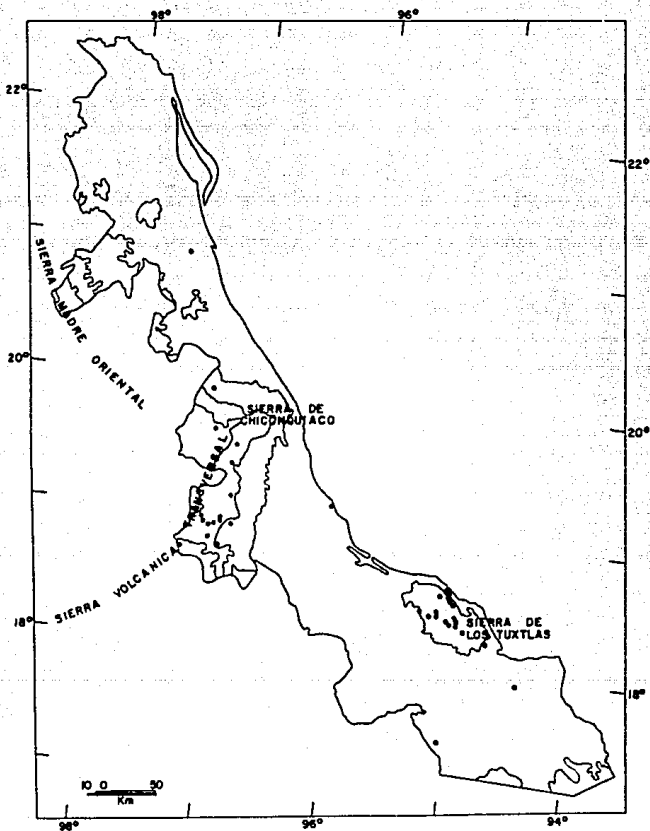 98°
96°
22°
22°
SIERRA MADRE ORIENTAL
20°
SIERRA DE
CHICONQUIACO
20°
SIERRA VOLCANICA TRANSVERSAL
18°
SIERRA DE
LOS TUXTLAS
18°
10 0 50
Km
98°
96°
94°